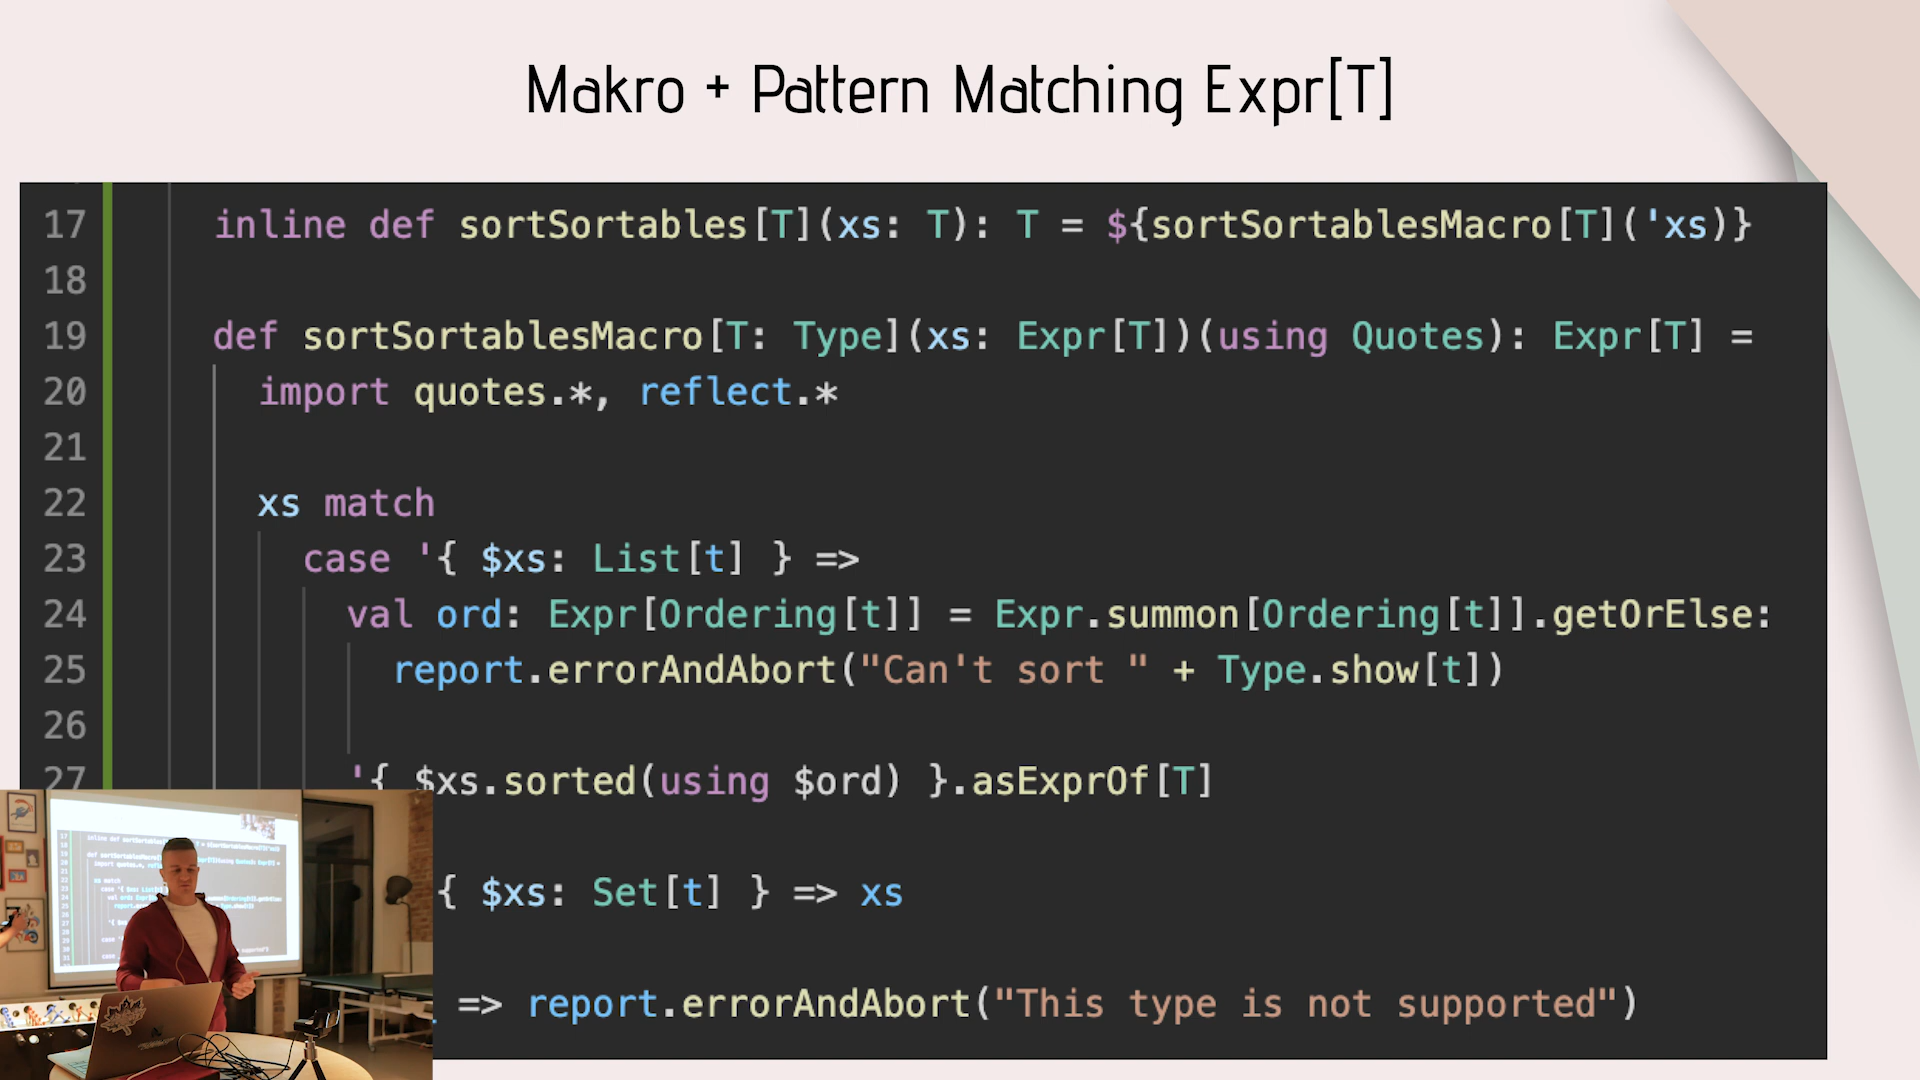 Makro + Pattern Matching Expr[T]
17 inline def sortSortables[T](xs: T): T = ${sortSortablesMacro[T]('xs)}
18
19 def sortSortablesMacro[T: Type](xs: Expr[T])(using Quotes): Expr[T] =
20 import quotes.*, reflect.*
21
22 xs match
23 case '{ $xs: List[t] } =>
24 val ord: Expr[Ordering[t]] = Expr.summon[Ordering[t]].getOrElse:
25 report.errorAndAbort("Can't sort " + Type.show[t])
26
27 '{ $xs.sorted(using $ord) }.asExprOf[T]
{ $xs: Set[t] } => xs
_ => report.errorAndAbort("This type is not supported")